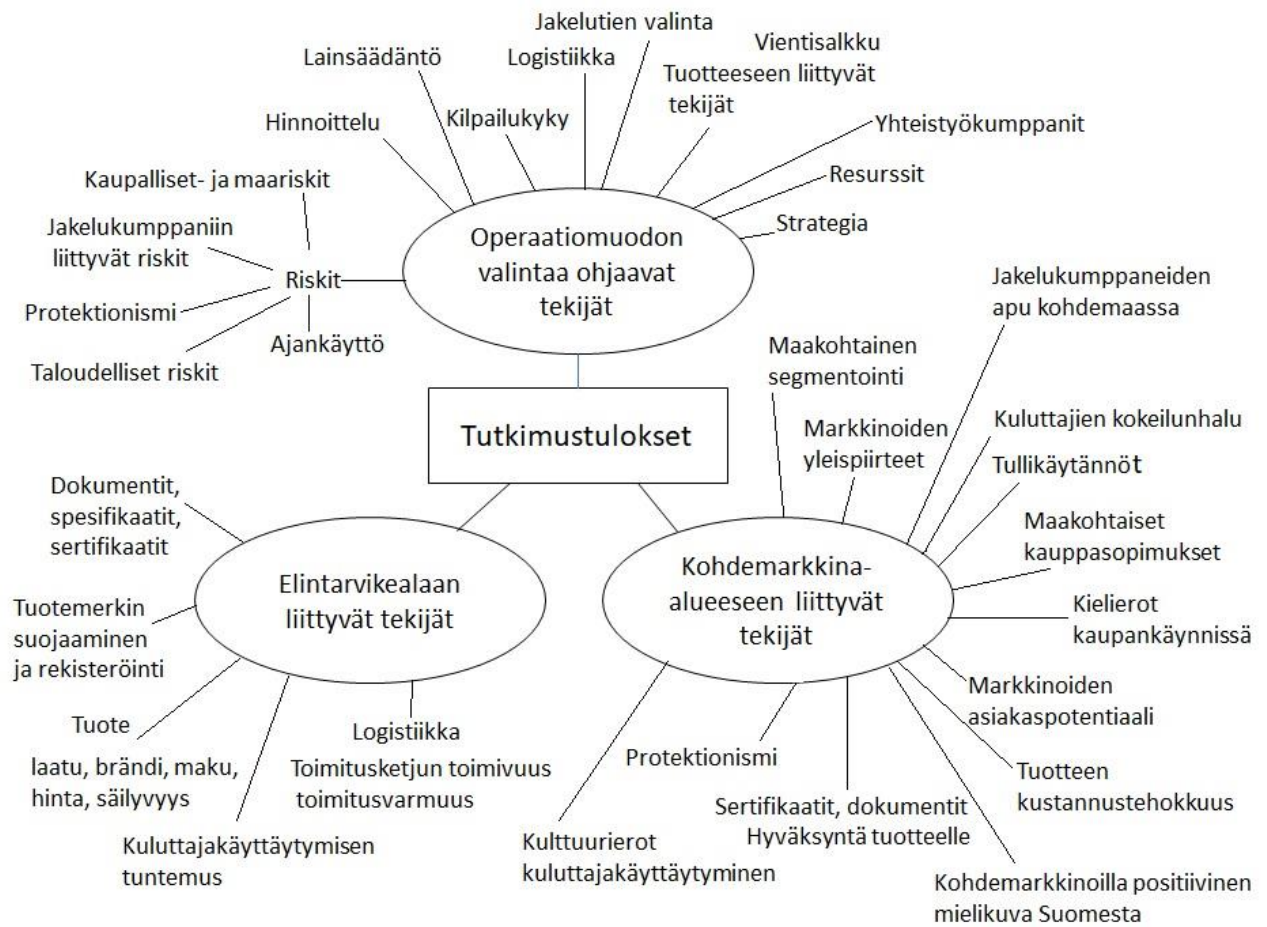 Jakelutien valinta
Lainsäädäntö
Logistiikka
Vientisalkku
Tuotteeseen liittyvät
tekijät
Hinnoittelu
Kilpailukyky
Yhteistyökumppanit
Kaupalliset- ja maariskit
Resurssit
Jakelukumppaniin
liittyvät riskit
Strategia
Operaatiomuodon
valintaa ohjaavat
tekijät
Riskit
Protektionismi
Ajankäyttö
Taloudelliset riskit
Jakelukumppaneiden
apu kohdemaassa
Maakohtainen
segmentointi
Tutkimustulokset
Markkinoiden
yleispiirteet
Kuluttajien kokeilunhalu
Tullikäytännöt
Dokumentit,
spesifikaatit,
sertifikaatit
Maakohtaiset
kauppasopimukset
Elintarvikealaan
liittyvät tekijät
Kohdemarkkina-
alueeseen liittyvät
tekijät
Tuotemerkin
suojaaminen
ja rekisteröinti
Kielierot
kaupankäynnissä
Markkinoiden
asiakaspotentiaali
Tuote
laatu, brändi, maku,
hinta, säilyvyys
Logistiikka
Toimitusketjun toimivuus
toimitusvarmuus
Protektionismi
Tuotteen
kustannustehokkuus
Sertifikaatit, dokumentit
Hyväksyntä tuotteelle
Kuluttajakäyttäytymisen
tuntemus
Kulttuurierot
kuluttajakäyttäytyminen
Kohdemarkkinoilla positiivinen
mielikuva Suomesta